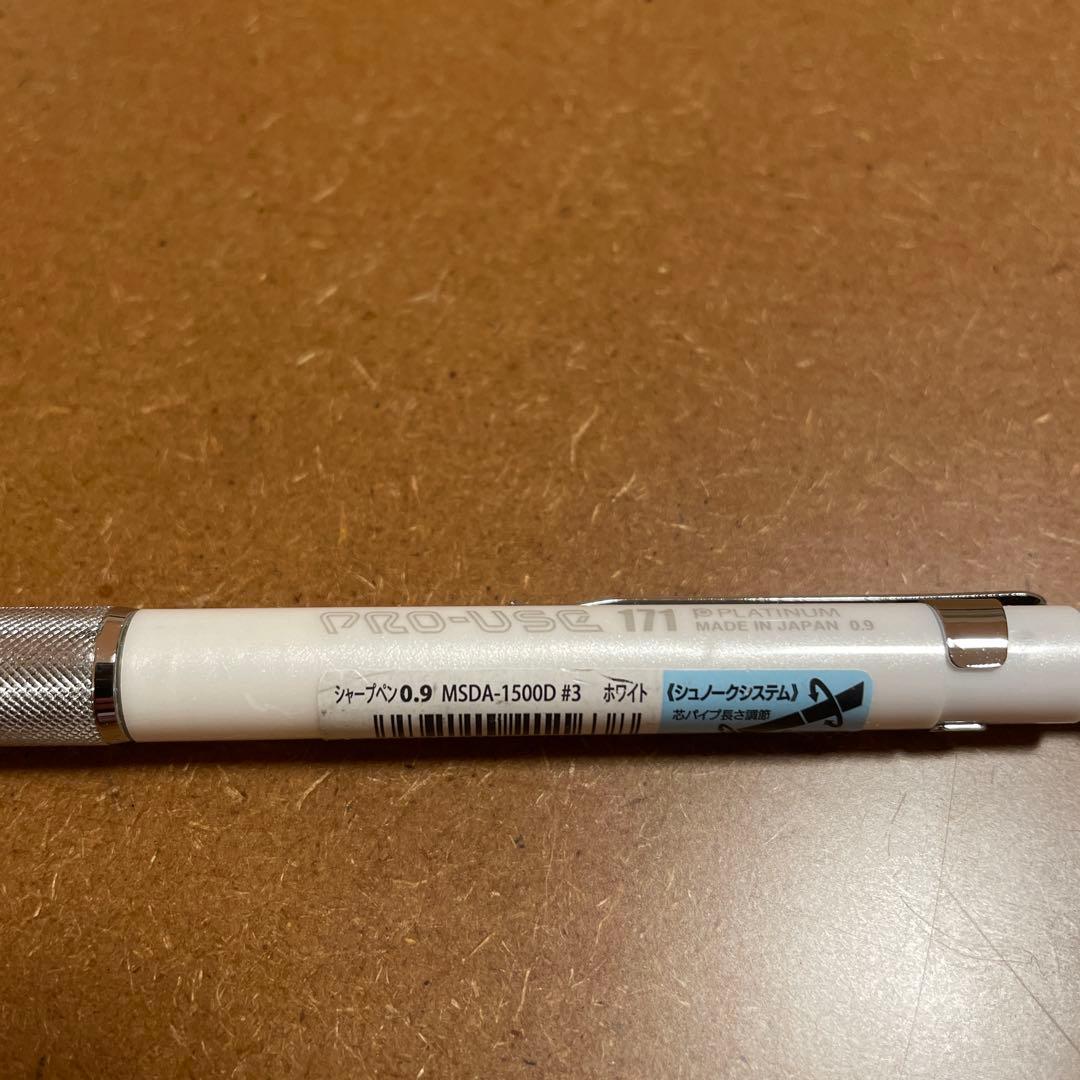 PRO-USE 171 PLATINUM
MADE IN JAPAN 0.9
シャープペン0.9 MSDA-1500D #3 ホワイト
《シュノークシステム》
芯パイプ長さ調節